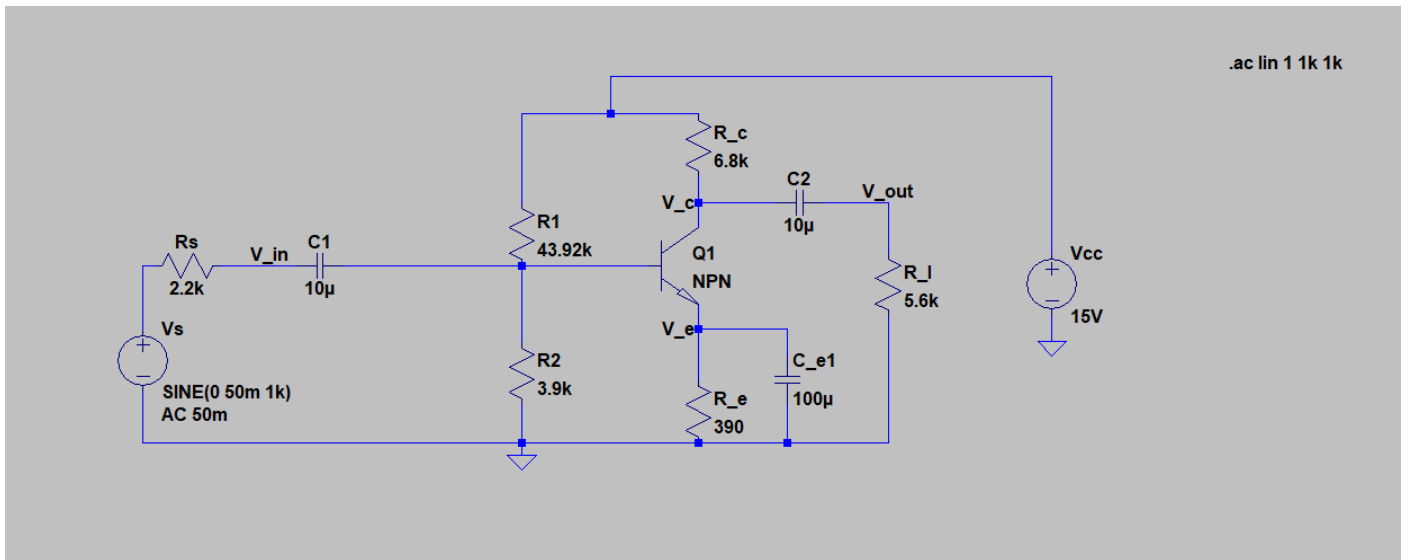 .ac lin 1 1k 1k
R_c
6.8k
C2
V_out
V_c
10µ
R1
43.92k
Rs
V_in
C1
2.2k
10µ
Q1
NPN
Vcc
15V
R_l
5.6k
Vs
SINE(0 50m 1k)
AC 50m
V_e
R2
3.9k
C_e1
100µ
R_e
390